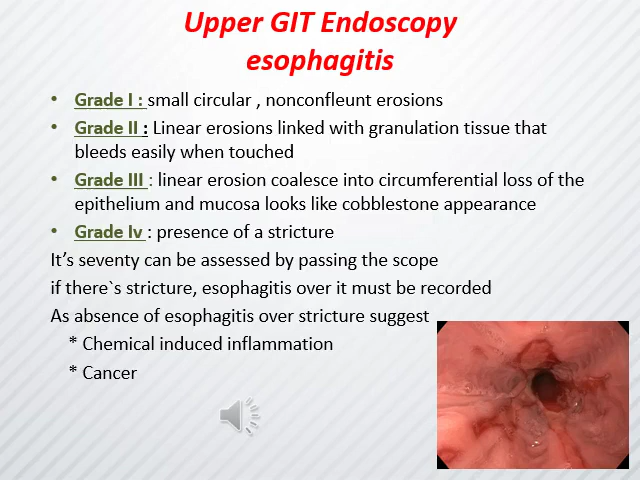 Upper GIT Endoscopy
esophagitis
• Grade I : small circular , nonconfleunt erosions
• Grade II : Linear erosions linked with granulation tissue that
bleeds easily when touched
• Grade III : linear erosion coalesce into circumferential loss of the
epithelium and mucosa looks like cobblestone appearance
• Grade Iv : presence of a stricture
It’s seventy can be assessed by passing the scope
if there`s stricture, esophagitis over it must be recorded
As absence of esophagitis over stricture suggest
* Chemical induced inflammation
* Cancer